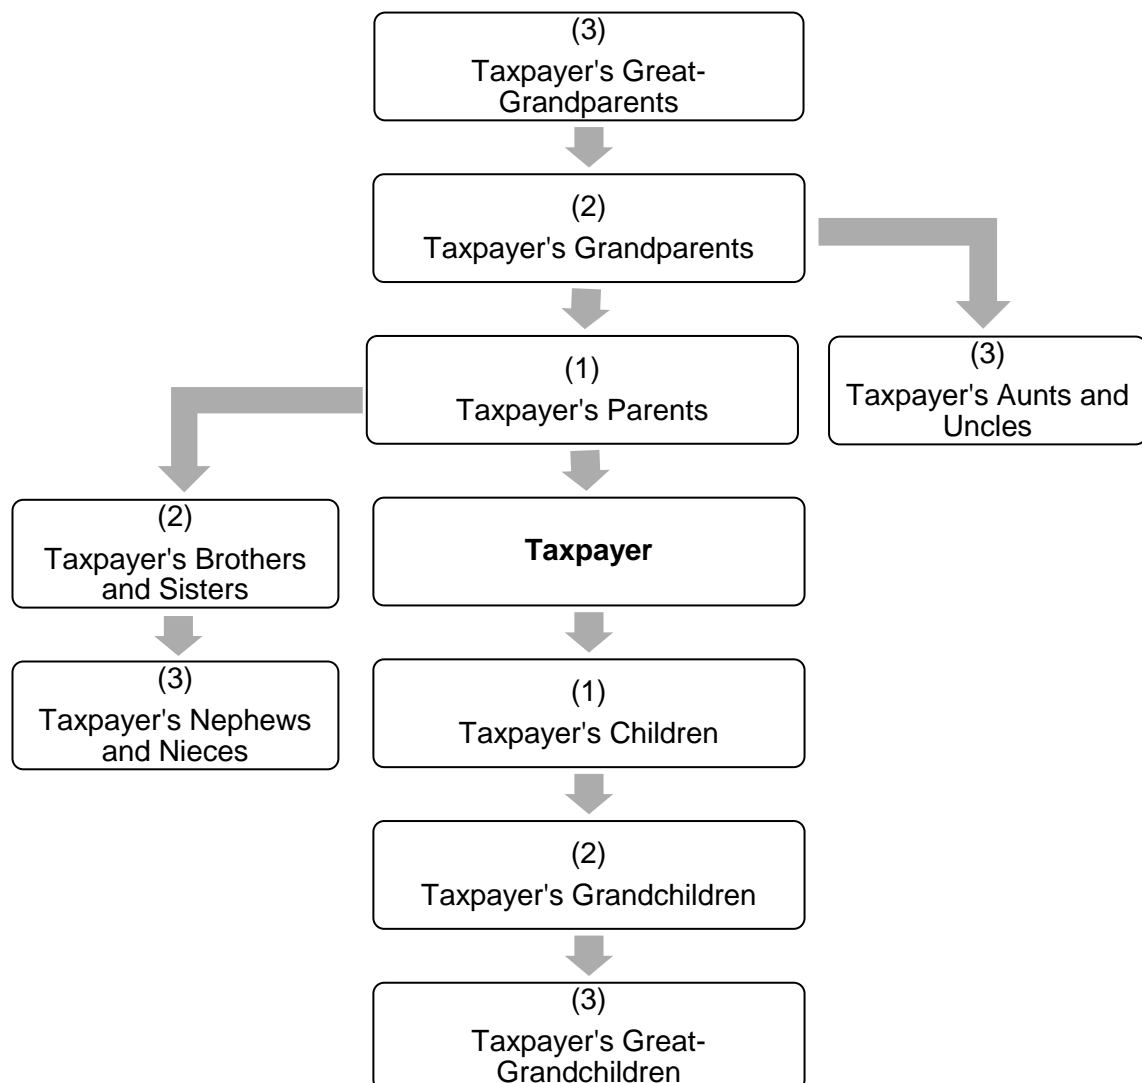 (3)
Taxpayer's Great-
Grandparents
(2)
Taxpayer's Grandparents
(1)
Taxpayer's Parents
(3)
Taxpayer's Aunts and
Uncles
(2)
Taxpayer's Brothers
and Sisters
Taxpayer
(3)
Taxpayer's Nephews
and Nieces
(1)
Taxpayer's Children
(2)
Taxpayer's Grandchildren
(3)
Taxpayer's Great-
Grandchildren